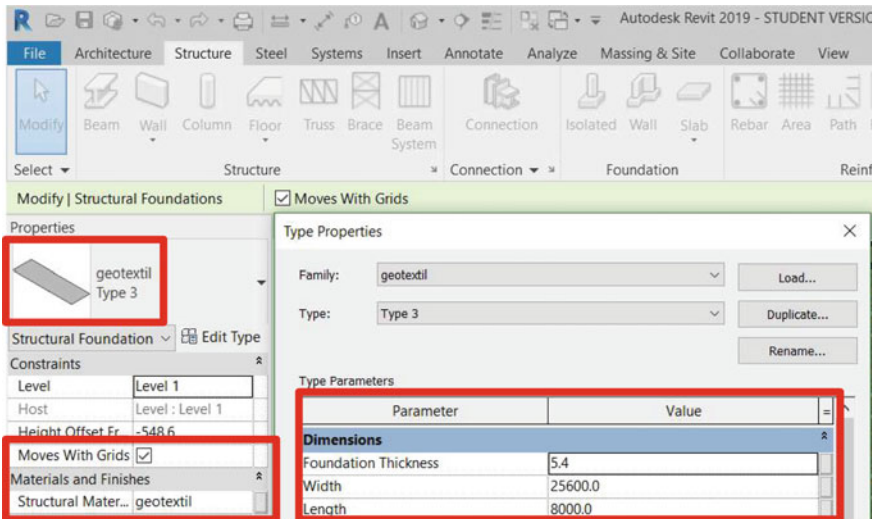 R A Autodesk Revit 2019 - STUDENT VERSIO
File Architecture Structure Steel Systems Insert Annotate Analyze Massing & Site Collaborate View
Modify Beam Wall Column Floor Truss Brace Beam System Connection Isolated Wall Slab Rebar Area Path
Select Structure Connection Foundation Reinf
Modify | Structural Foundations Moves With Grids
Properties
geotextil
Type 3
Structural Foundation Edit Type
Constraints
Level Level 1
Host Level : Level 1
Height Offset Fr... -548.6
Moves With Grids
Materials and Finishes
Structural Mater... geotextil
Type Properties
Family: geotextil Load...
Type: Type 3 Duplicate...
Rename...
Type Parameters
Parameter Value =
Dimensions
Foundation Thickness 5.4
Width 25600.0
Length 8000.0